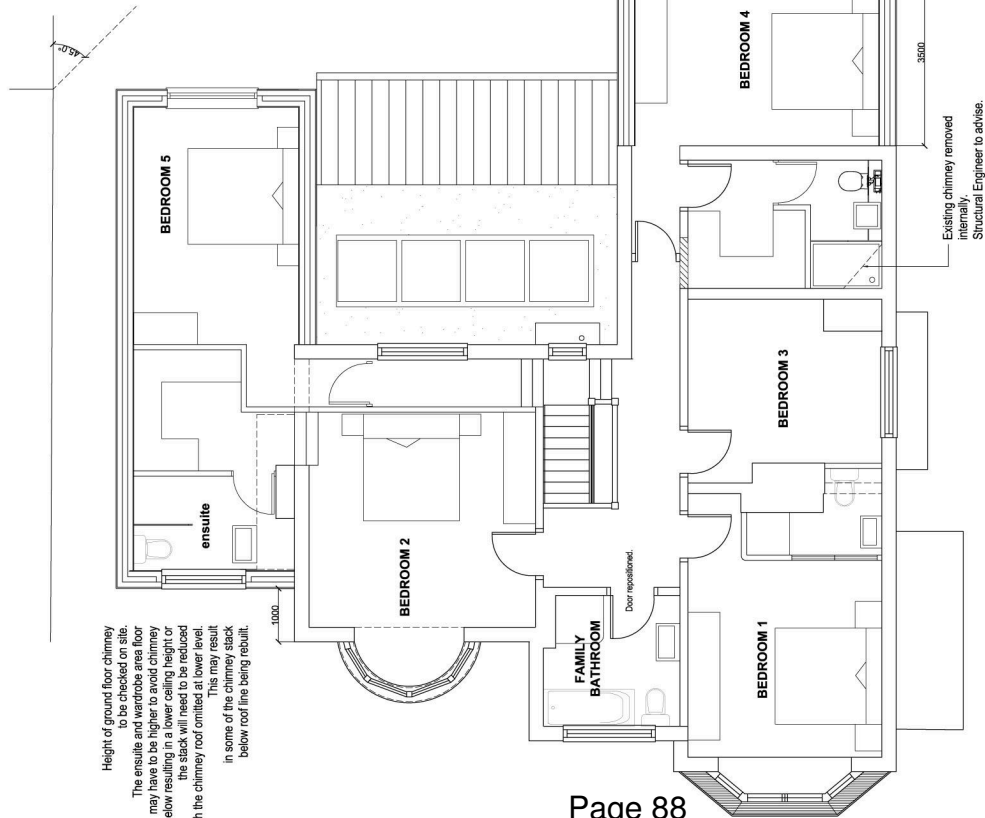 45.0°
BEDROOM 5
BEDROOM 4
3500
Existing chimney removed
internally.
Structural Engineer to advise.
BEDROOM 3
ensuite
BEDROOM 2
1000
Door repositioned.
FAMILY
BATHROOM
BEDROOM 1
Height of ground floor chimney
to be checked on site.
The ensuite and wardrobe area floor
may have to be higher to avoid chimney
resulting in a lower ceiling height or
the stack will need to be reduced
the chimney roof omitted at lower level.
This may result
in some of the chimney stack
below roof line being rebuilt.
Page 88